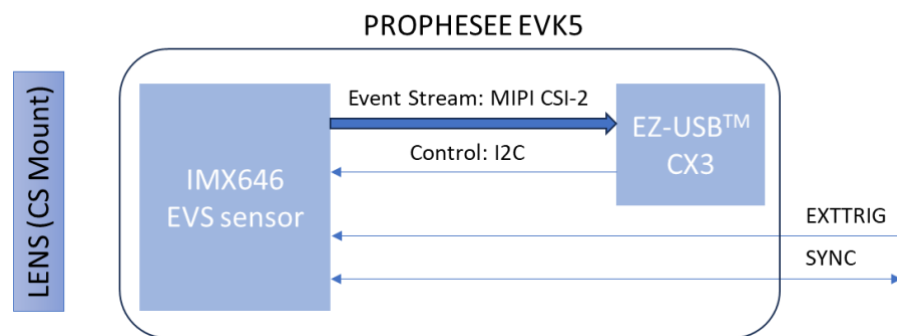 PROPHESEE EVK5
LENS (CS Mount)
IMX646
EVS sensor
Event Stream: MIPI CSI-2
Control: I2C
EZ-USB™
CX3
EXTTRIG
SYNC